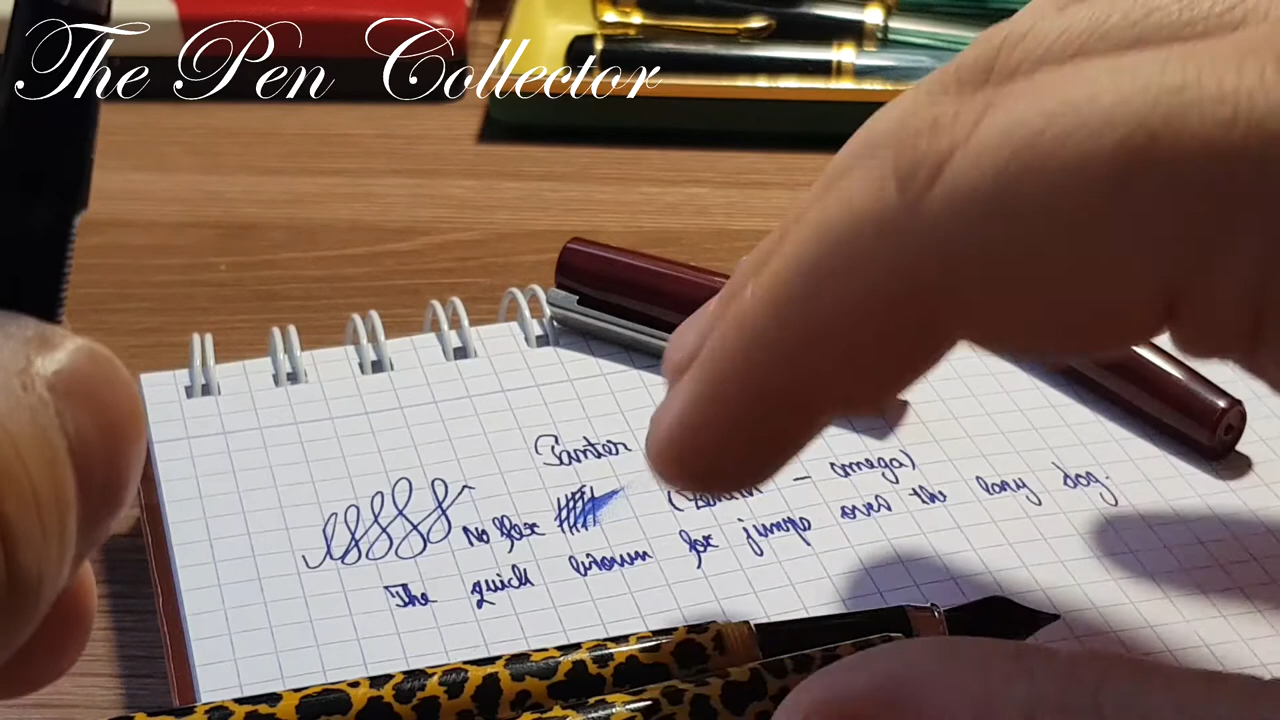 The Pen Collector
Panter
– omega)
No flex
The quick brown fox jumps over the lazy dog.